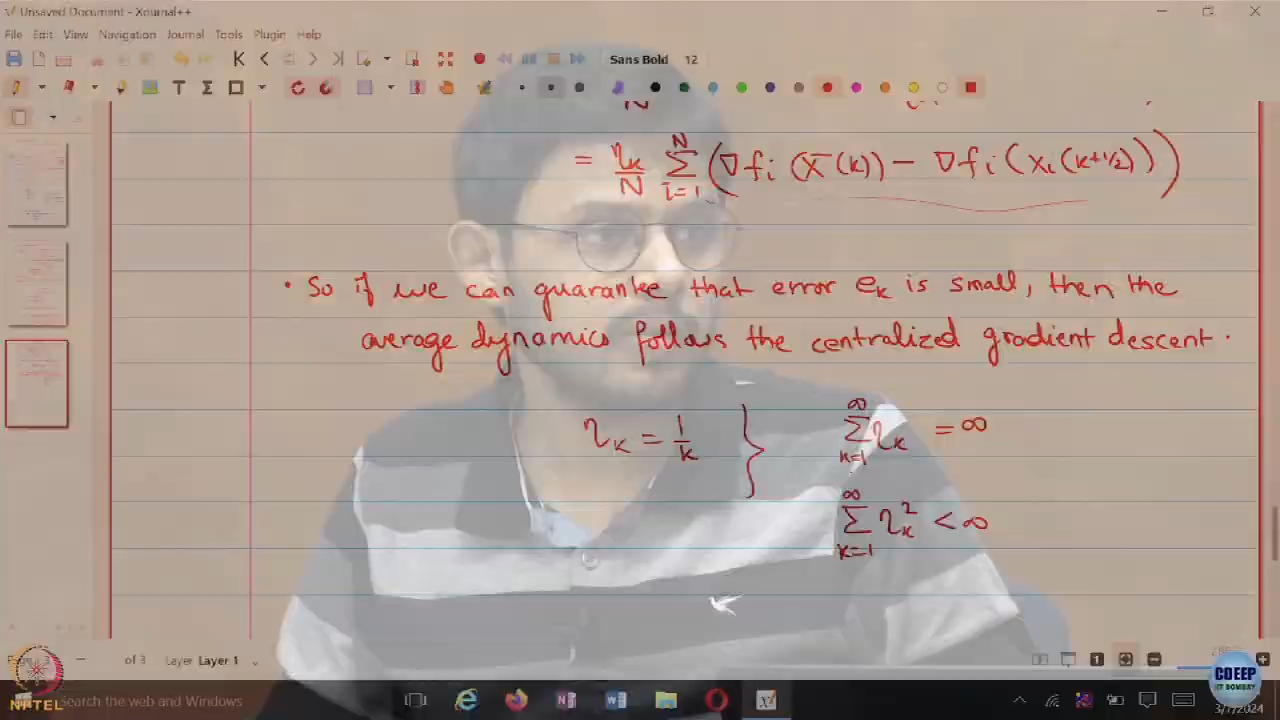 Unsaved Document - Xournal++
File Edit View Navigation Journal Tools Plugin Help
Sans Bold 12
N
= ηk/N Σ_{i=1}^{N} (∇fi (x̄(k)) − ∇fi (xi(k+1/2)))
• So if we can guarantee that error ek is small, then the
average dynamics follows the centralized gradient descent.
ηk = 1/k } Σ_{k=1}^{∞} ηk = ∞
Σ_{k=1}^{∞} ηk² < ∞
of 3 Layer Layer 1
Search the web and Windows
NPTEL
CDEEP
IIT BOMBAY
3/7/2024